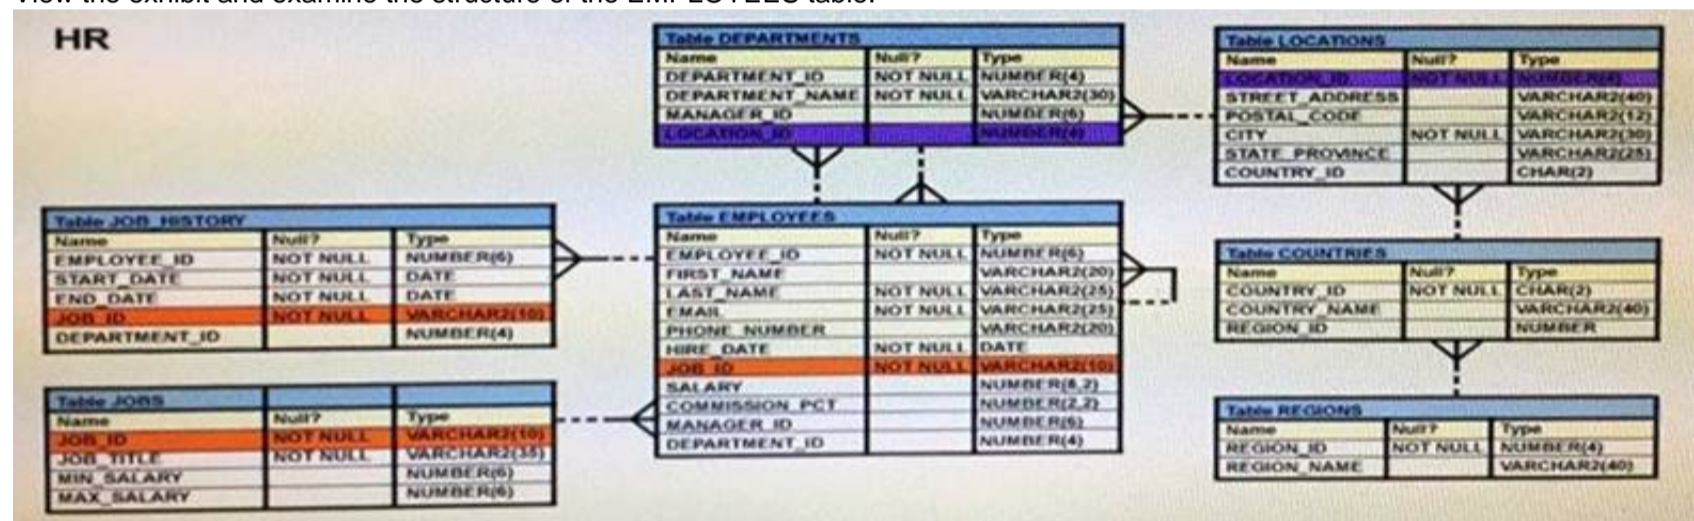 View the exhibit and examine the structure of the EMPLOYEES table.
HR
Table DEPARTMENTS
Name Null? Type
DEPARTMENT_ID NOT NULL NUMBER(4)
DEPARTMENT_NAME NOT NULL VARCHAR2(30)
MANAGER_ID NUMBER(6)
LOCATION_ID NUMBER(4)
Table LOCATIONS
Name Null? Type
LOCATION_ID NOT NULL NUMBER(4)
STREET_ADDRESS VARCHAR2(40)
POSTAL_CODE VARCHAR2(12)
CITY NOT NULL VARCHAR2(30)
STATE_PROVINCE VARCHAR2(25)
COUNTRY_ID CHAR(2)
Table JOB_HISTORY
Name Null? Type
EMPLOYEE_ID NOT NULL NUMBER(6)
START_DATE NOT NULL DATE
END_DATE NOT NULL DATE
JOB_ID NOT NULL VARCHAR2(10)
DEPARTMENT_ID NUMBER(4)
Table EMPLOYEES
Name Null? Type
EMPLOYEE_ID NOT NULL NUMBER(6)
FIRST_NAME VARCHAR2(20)
LAST_NAME NOT NULL VARCHAR2(25)
EMAIL NOT NULL VARCHAR2(25)
PHONE_NUMBER VARCHAR2(20)
HIRE_DATE NOT NULL DATE
JOB_ID NOT NULL VARCHAR2(10)
SALARY NUMBER(8,2)
COMMISSION_PCT NUMBER(2,2)
MANAGER_ID NUMBER(6)
DEPARTMENT_ID NUMBER(4)
Table COUNTRIES
Name Null? Type
COUNTRY_ID NOT NULL CHAR(2)
COUNTRY_NAME VARCHAR2(40)
REGION_ID NUMBER
Table JOBS
Name Null? Type
JOB_ID NOT NULL VARCHAR2(10)
JOB_TITLE NOT NULL VARCHAR2(35)
MIN_SALARY NUMBER(6)
MAX_SALARY NUMBER(6)
Table REGIONS
Name Null? Type
REGION_ID NOT NULL NUMBER(4)
REGION_NAME VARCHAR2(40)